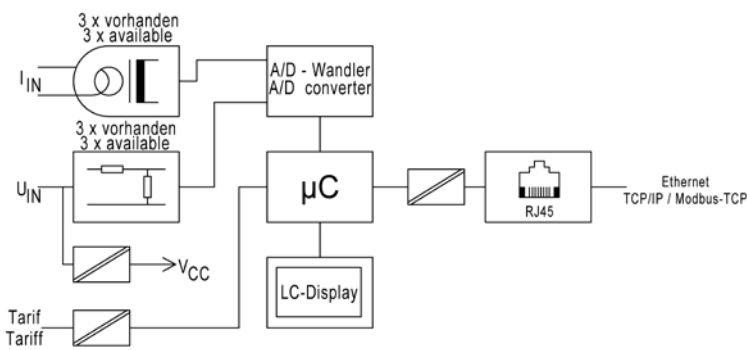 3 x vorhanden
3 x available
I IN
A/D - Wandler
A/D converter
3 x vorhanden
3 x available
U IN
µC
RJ45
Ethernet
TCP/IP / Modbus-TCP
VCC
LC-Display
Tarif
Tariff